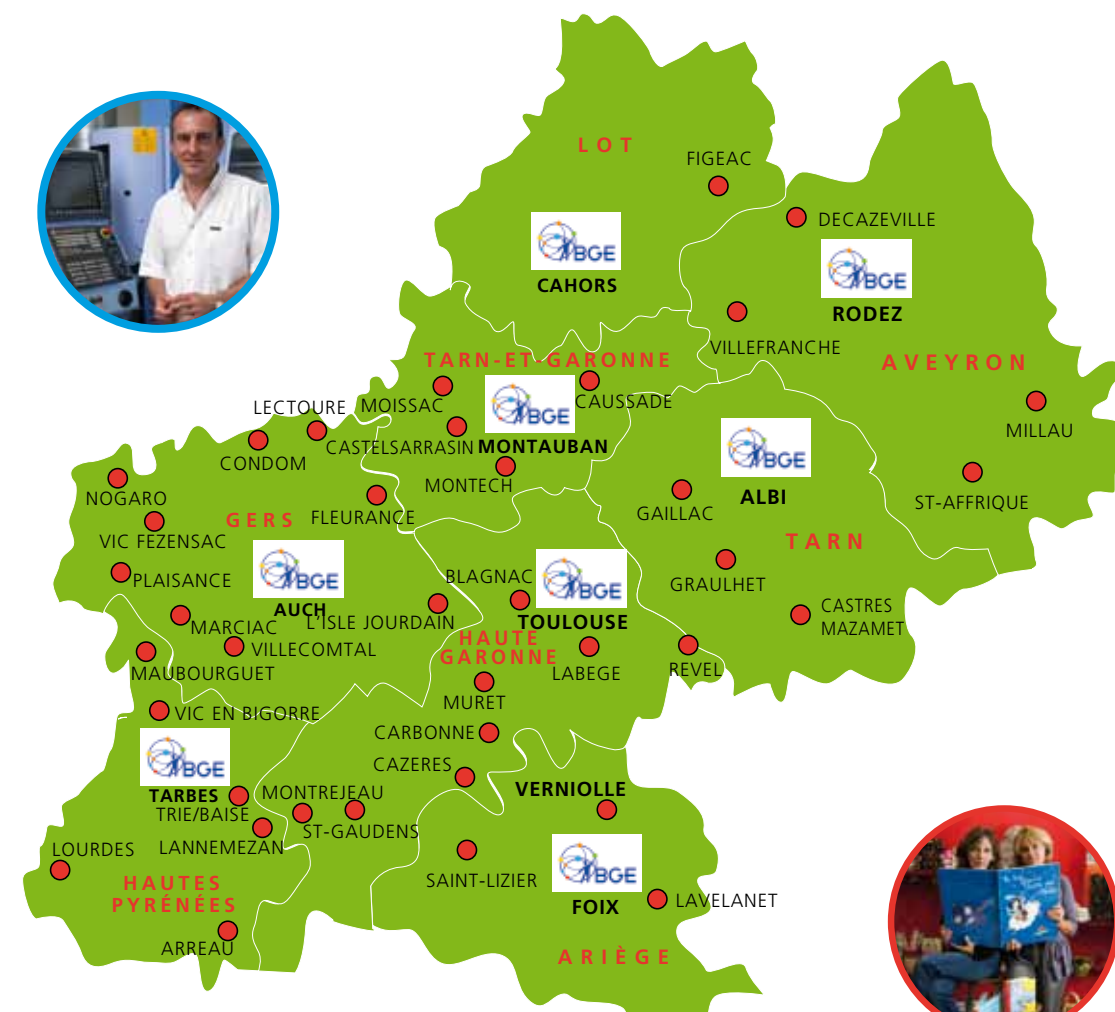 LOT
FIGEAC
DECAZEVILLE
BGE
CAHORS
BGE
RODEZ
VILLEFRANCHE
AVEYRON
MILLAU
ST-AFFRIQUE
TARN-ET-GARONNE
MOISSAC
CAUSSADE
BGE
CASTELSARRASIN
MONTAUBAN
MONTECH
LECTOURE
CONDOM
NOGARO
FLEURANCE
GERS
VIC FEZENSAC
PLAISANCE
BGE
AUCH
L'ISLE JOURDAIN
MARCIAC
VILLECOMTAL
MAUBOURGUET
BGE
ALBI
GAILLAC
TARN
GRAULHET
CASTRES
MAZAMET
REVEL
BLAGNAC
BGE
TOULOUSE
HAUTE
GARONNE
LABEGE
MURET
CARBONNE
CAZERES
MONTREJEAU
ST-GAUDENS
VIC EN BIGORRE
BGE
TARBES
TRIE/BAISE
LANNEMEZAN
LOURDES
HAUTES
PYRÉNÉES
ARREAU
VERNIOLLE
SAINT-LIZIER
BGE
FOIX
LAVELANET
ARIÈGE